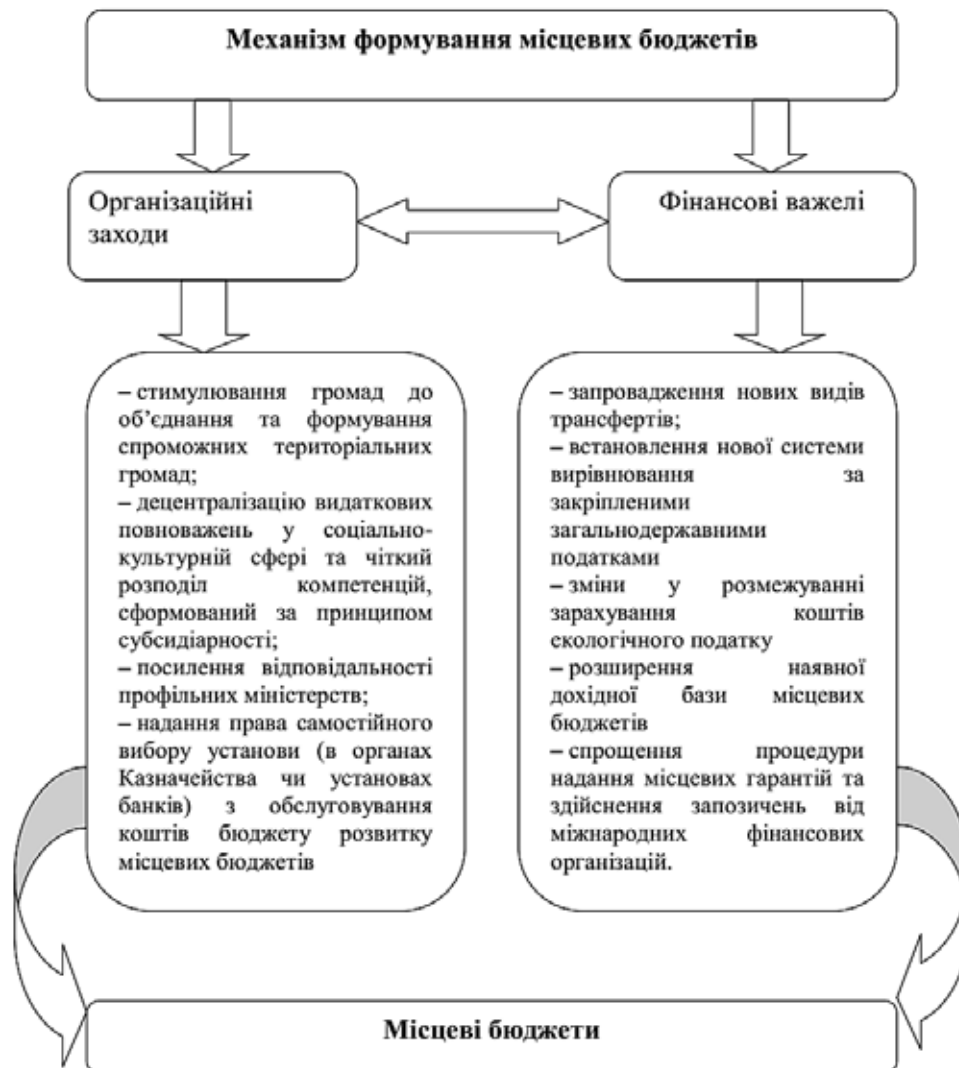 Механізм формування місцевих бюджетів
Організаційні
заходи
Фінансові важелі
– стимулювання громад до
об’єднання та формування
спроможних територіальних
громад;
– децентралізацію видаткових
повноважень у соціально-
культурній сфері та чіткий
розподіл компетенцій,
сформований за принципом
субсидіарності;
– посилення відповідальності
профільних міністерств;
– надання права самостійного
вибору установи (в органах
Казначейства чи установах
банків) з обслуговування
коштів бюджету розвитку
місцевих бюджетів
– запровадження нових видів
трансфертів;
– встановлення нової системи
вирівнювання за
закріпленими
загальнодержавними
податками
– зміни у розмежуванні
зарахування коштів
екологічного податку
– розширення наявної
дохідної бази місцевих
бюджетів
– спрощення процедури
надання місцевих гарантій та
здійснення запозичень від
міжнародних фінансових
організацій.
Місцеві бюджети